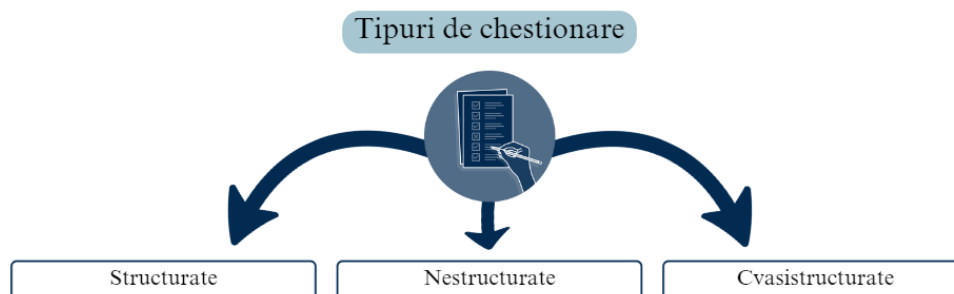 Tipuri de chestionare
Structurate
Nestructurate
Cvasistructurate